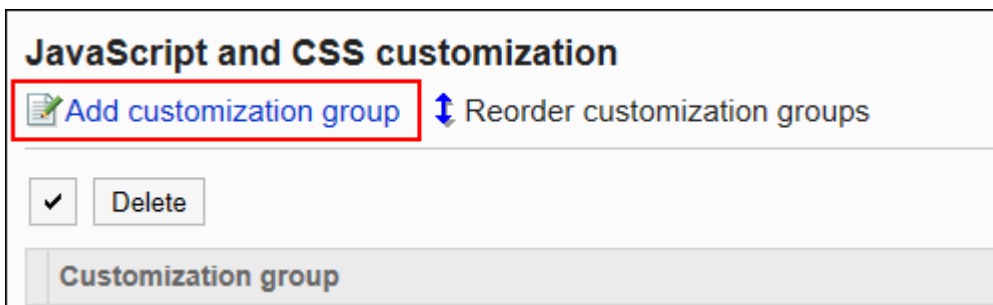 JavaScript and CSS customization
Add customization group Reorder customization groups
Delete
Customization group